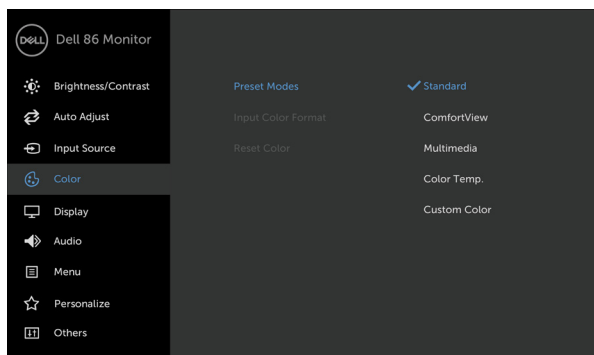 DELL Dell 86 Monitor
Brightness/Contrast
Preset Modes
Standard
Auto Adjust
Input Color Format
ComfortView
Input Source
Reset Color
Multimedia
Color
Color Temp.
Display
Custom Color
Audio
Menu
Personalize
Others